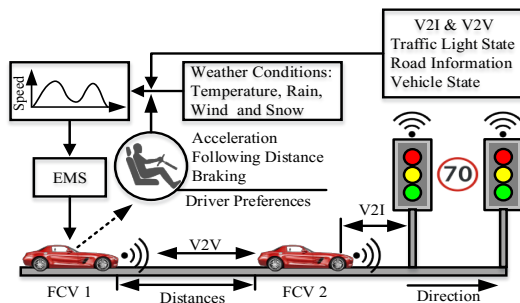 V2I & V2V
Traffic Light State
Road Information
Vehicle State
Weather Conditions:
Temperature, Rain,
Wind and Snow
Speed
Acceleration
Following Distance
Braking
Driver Preferences
EMS
70
V2I
V2V
FCV 1
Distances
FCV 2
Direction